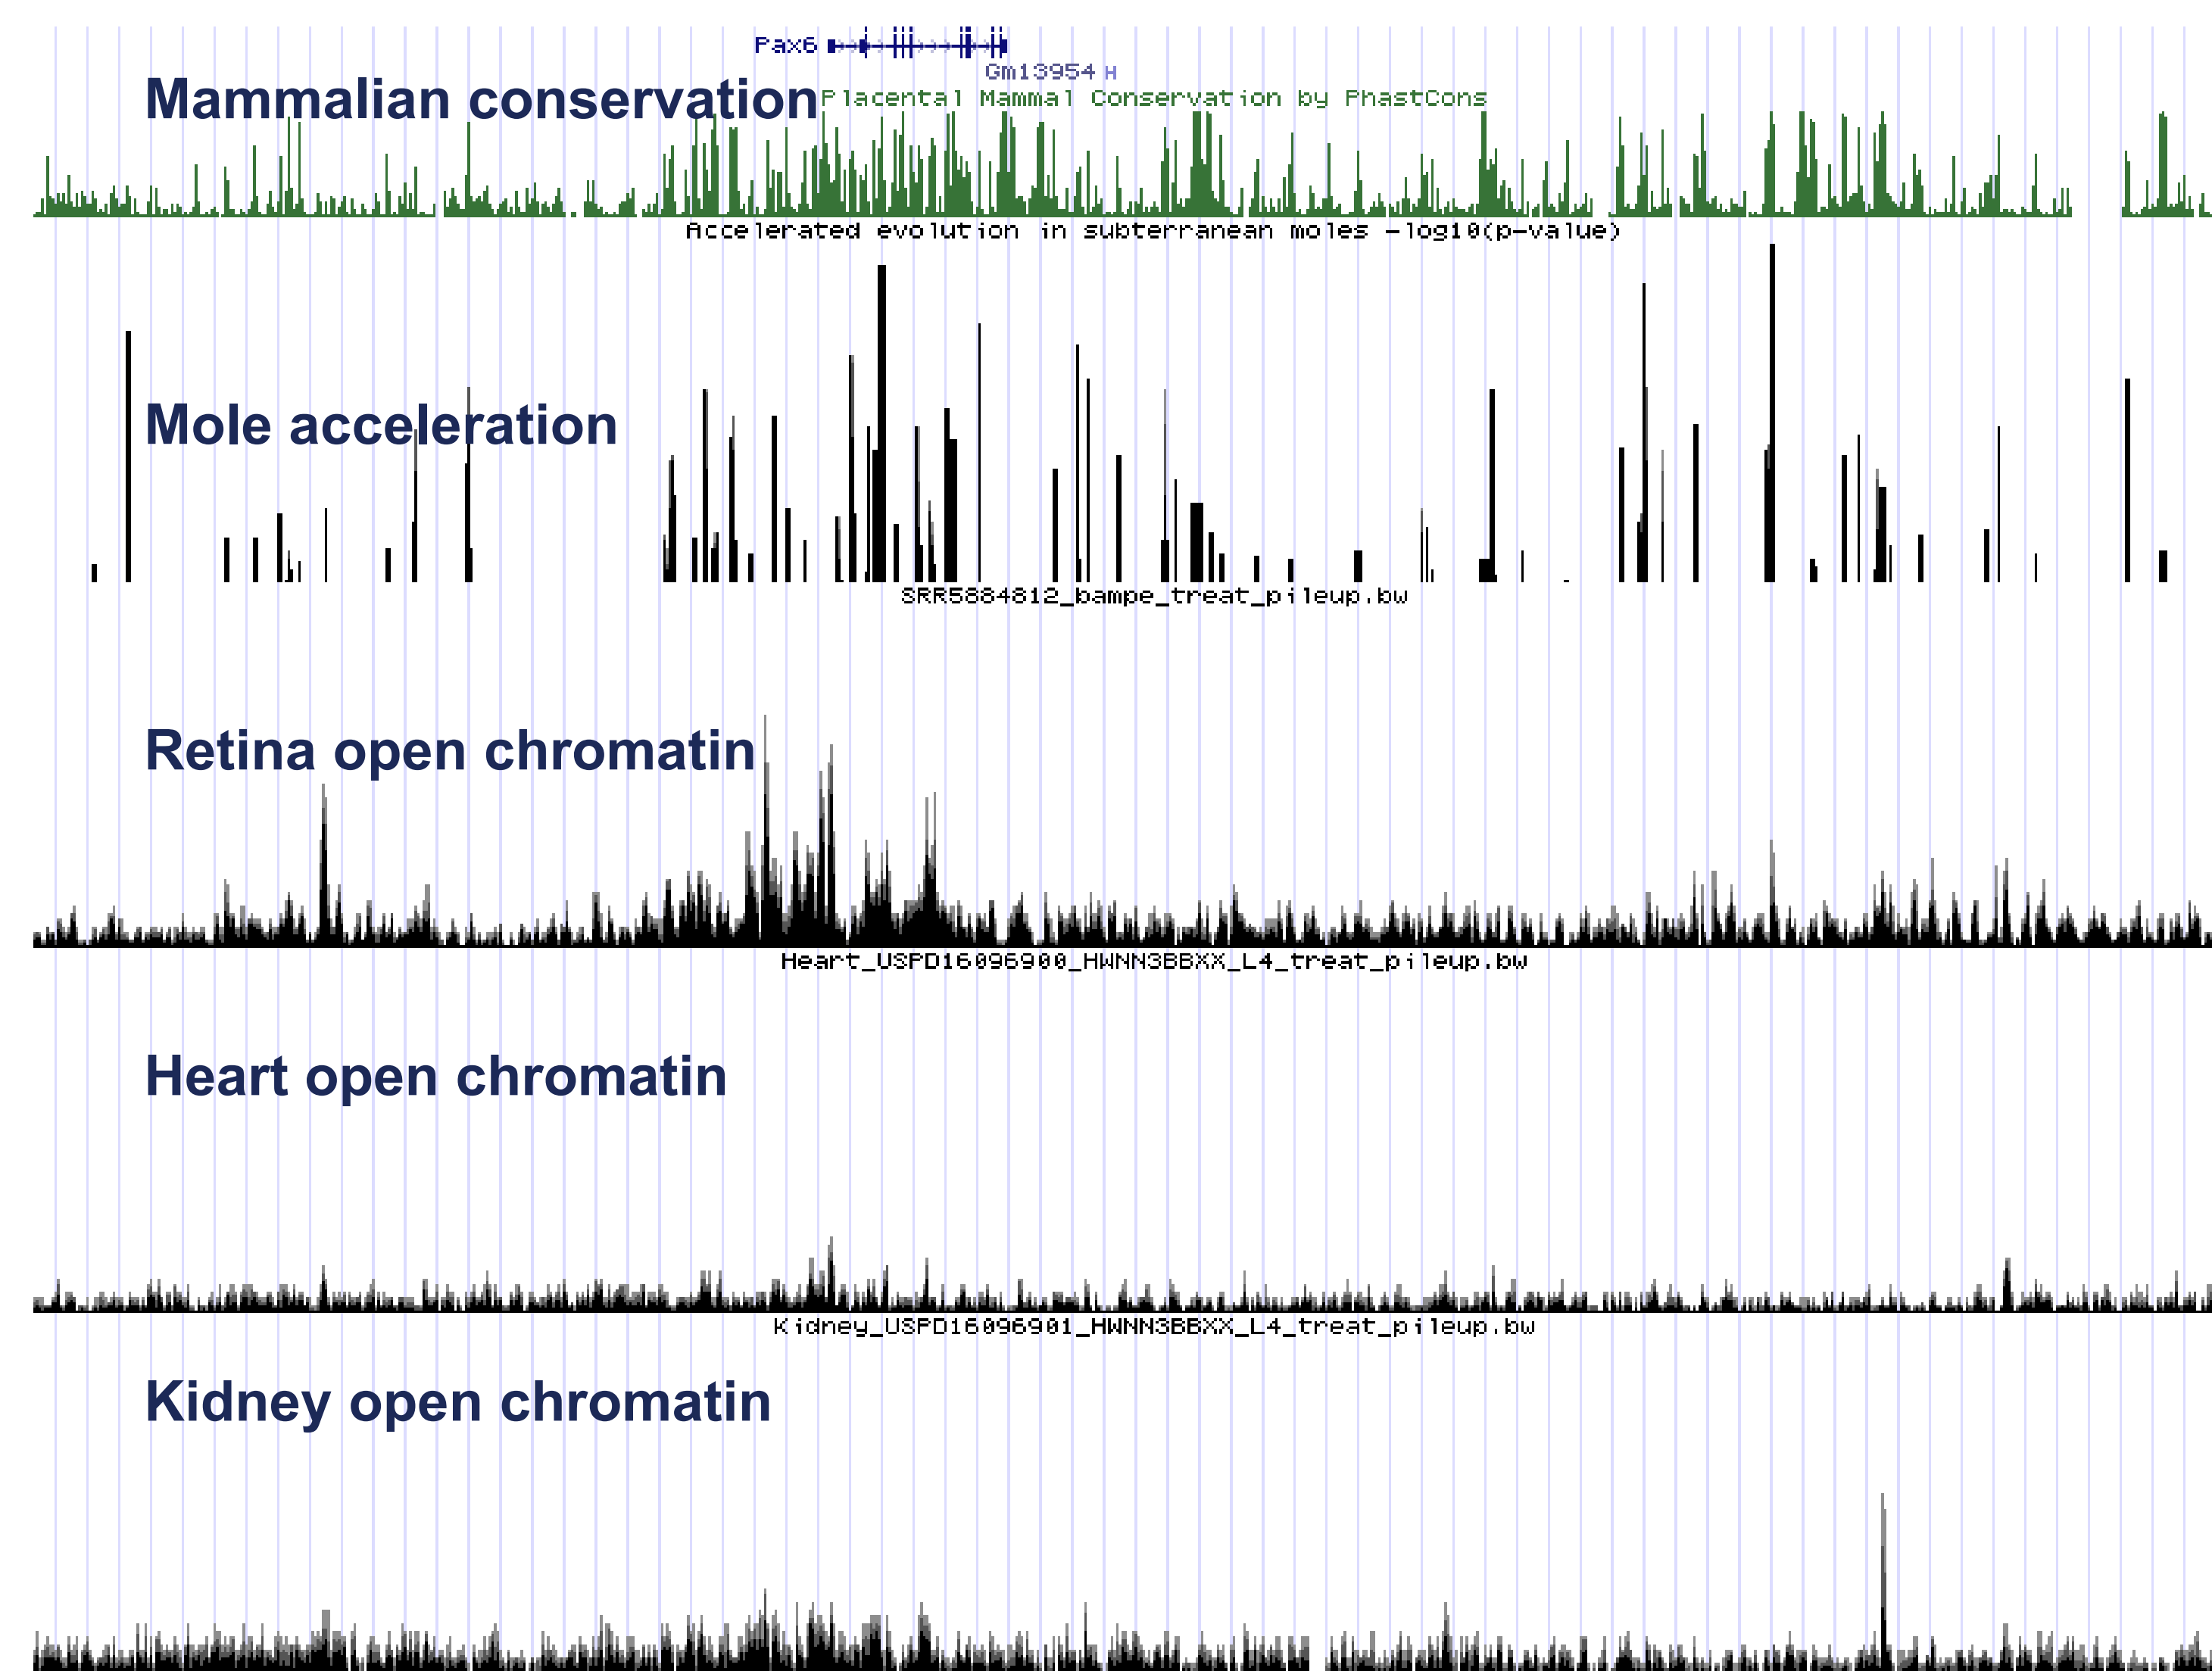 Pax6
Gm13954
Mammalian conservation
Placental Mammal Conservation by PhastCons
Accelerated evolution in subterranean moles -log10(p-value)
Mole acceleration
SRR5884812_bampe_treat_pileup.bw
Retina open chromatin
Heart_USPD16096900_HWNN3BBXX_L4_treat_pileup.bw
Heart open chromatin
Kidney_USPD16096901_HWNN3BBXX_L4_treat_pileup.bw
Kidney open chromatin